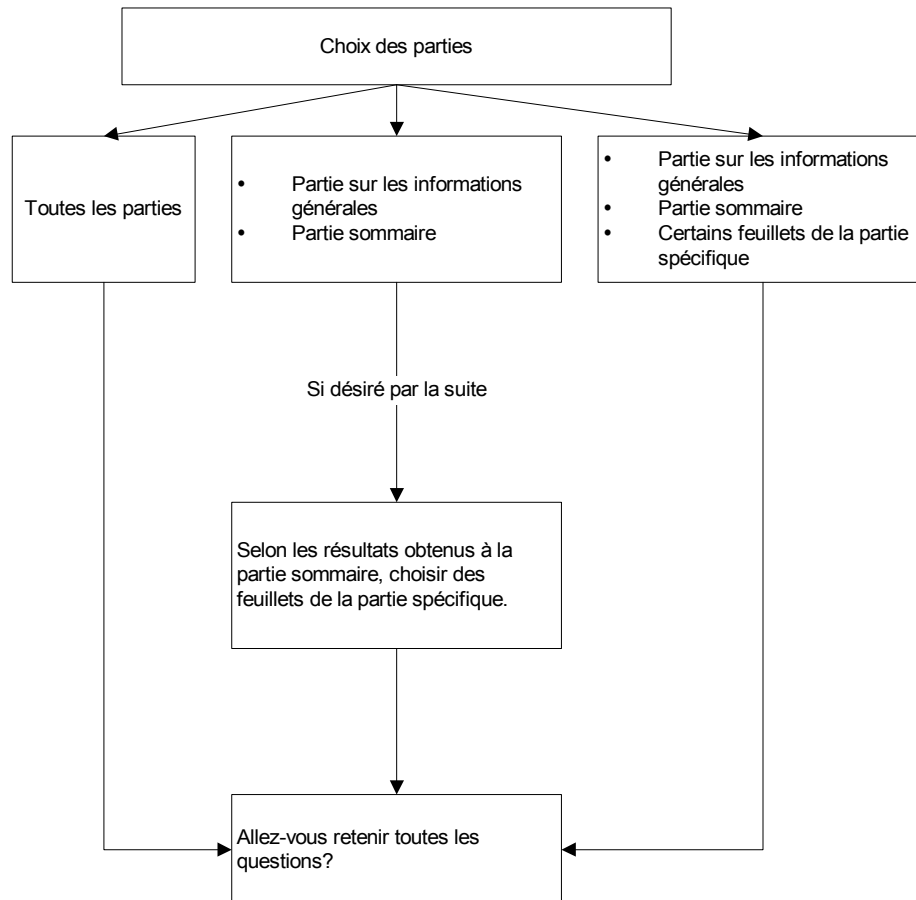 Choix des parties
Toutes les parties
• Partie sur les informations
générales
• Partie sommaire
• Partie sur les informations
générales
• Partie sommaire
• Certains feuillets de la partie
spécifique
Si désiré par la suite
Selon les résultats obtenus à la
partie sommaire, choisir des
feuillets de la partie spécifique.
Allez-vous retenir toutes les
questions?